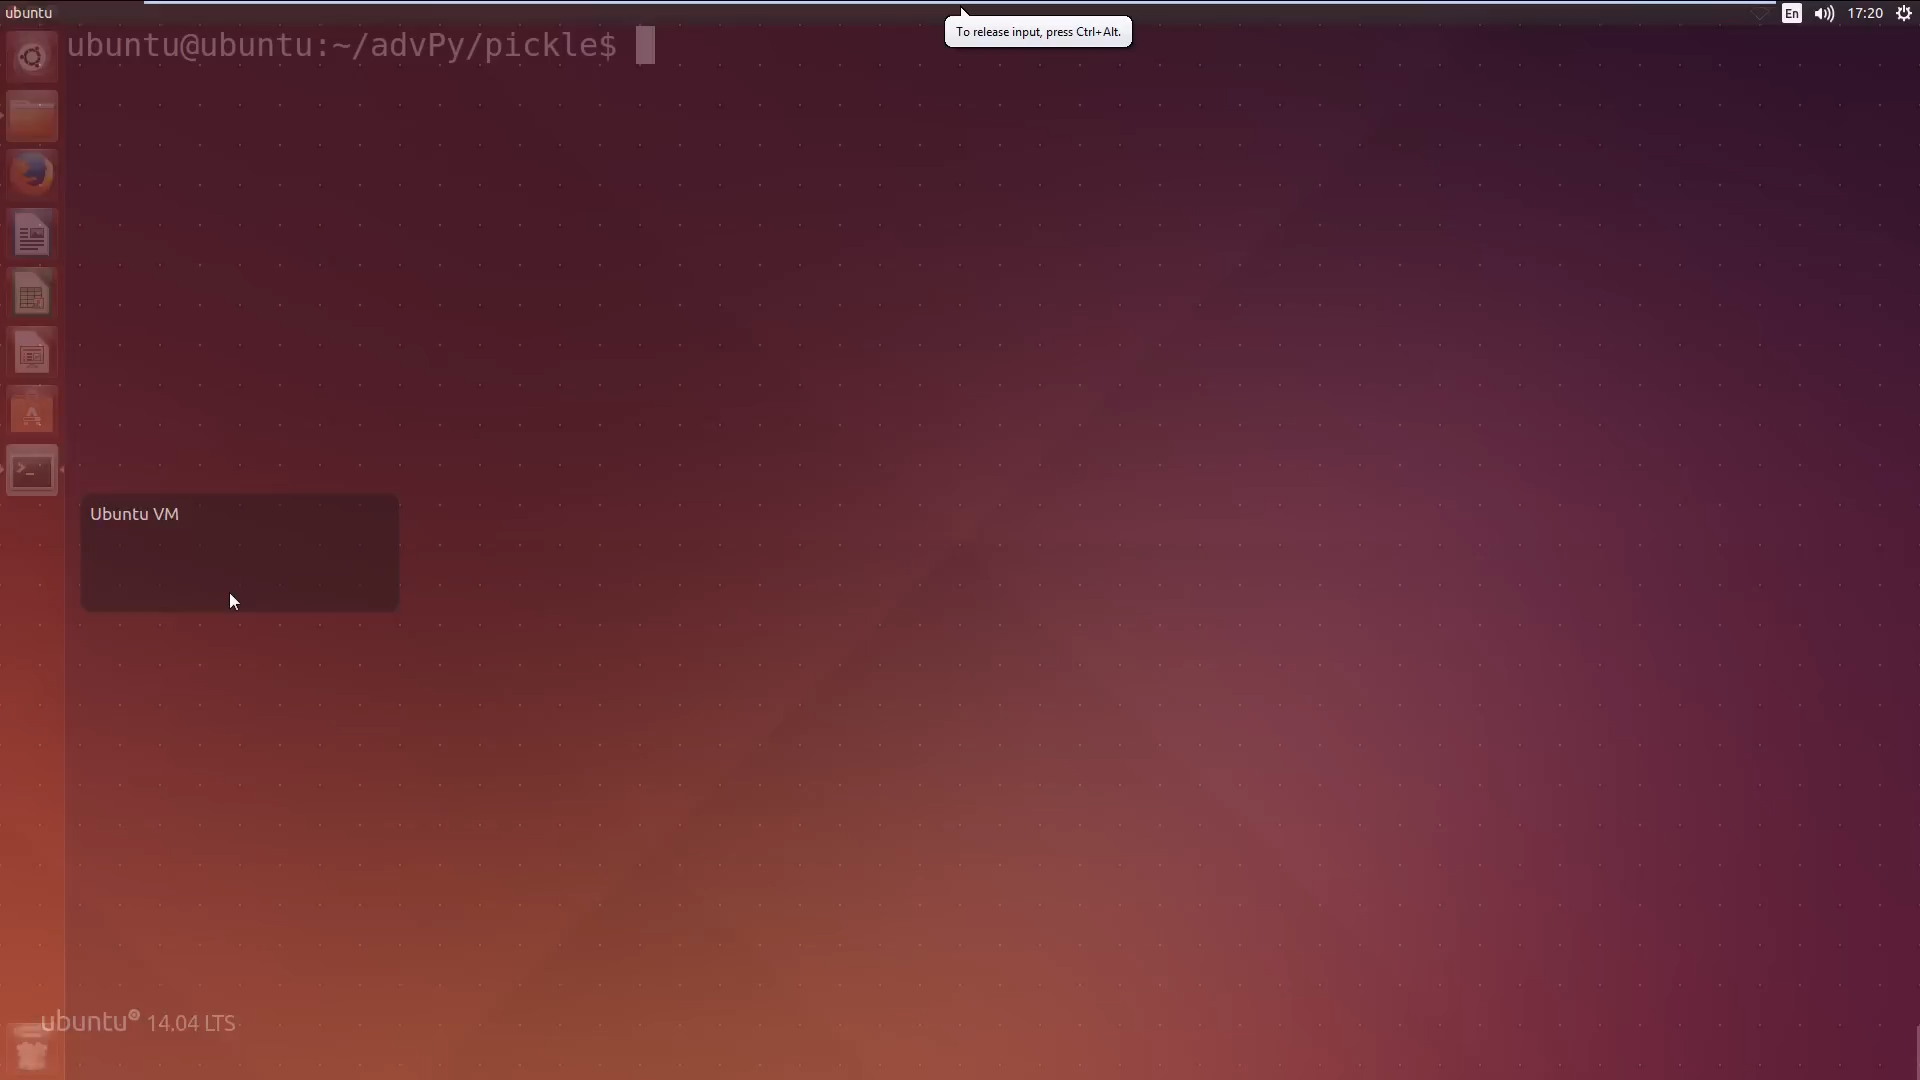 ubuntu
En
17:20
To release input, press Ctrl+Alt.
ubuntu@ubuntu:~/advPy/pickle$
Ubuntu VM
ubuntu® 14.04 LTS